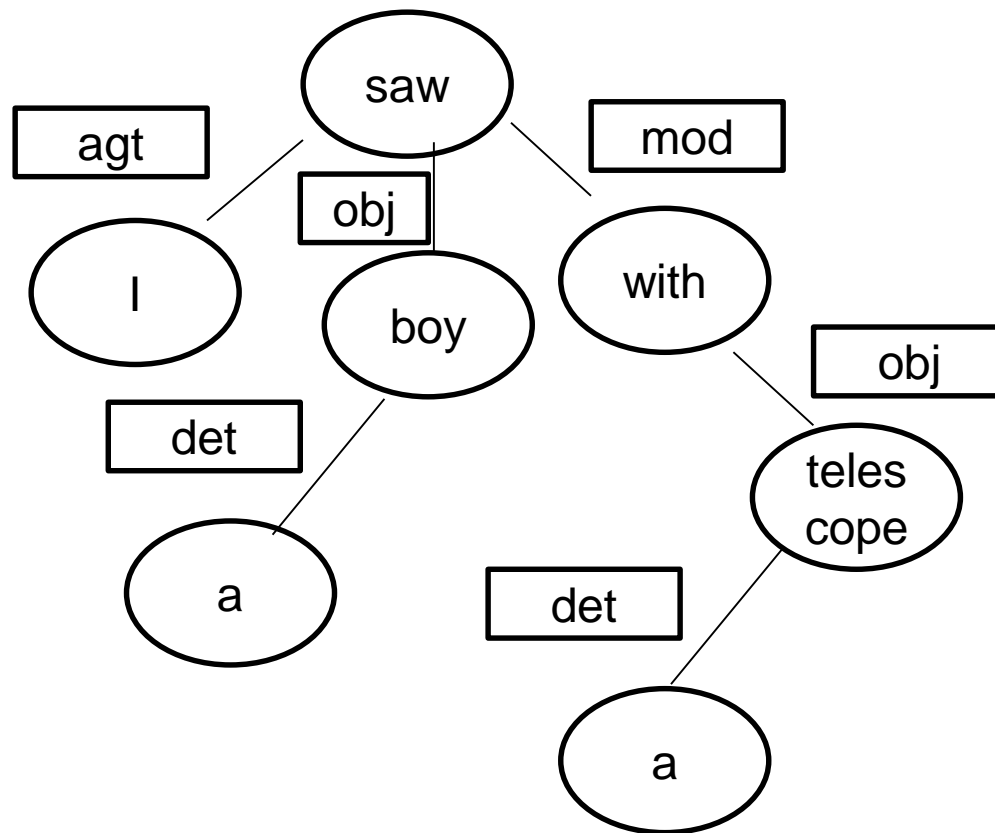 saw
agt
mod
obj
I
with
boy
obj
det
teles
cope
a
det
a